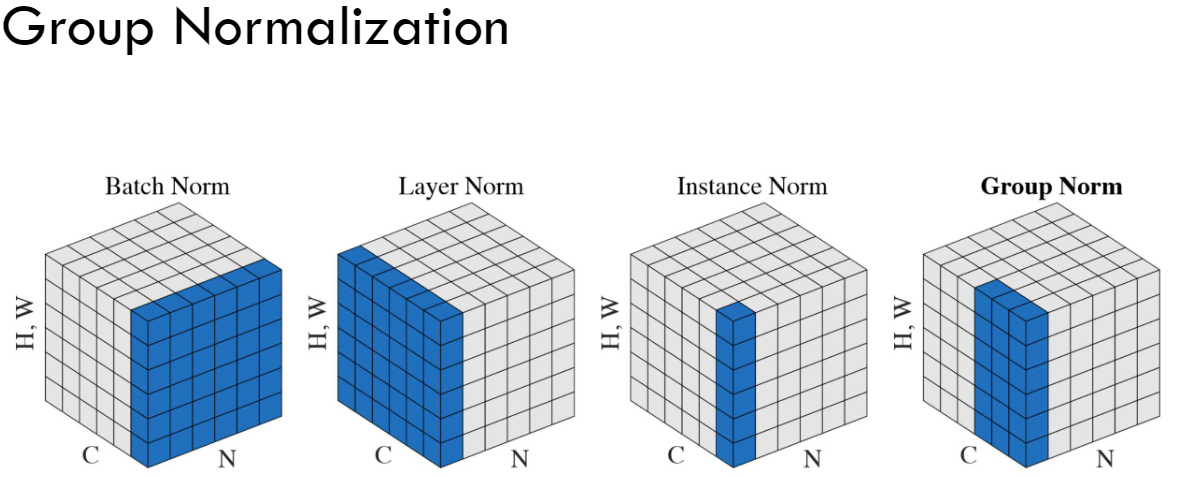 Group Normalization
Batch Norm
Layer Norm
Instance Norm
Group Norm
H, W
C
N
H, W
C
N
H, W
C
N
H, W
C
N